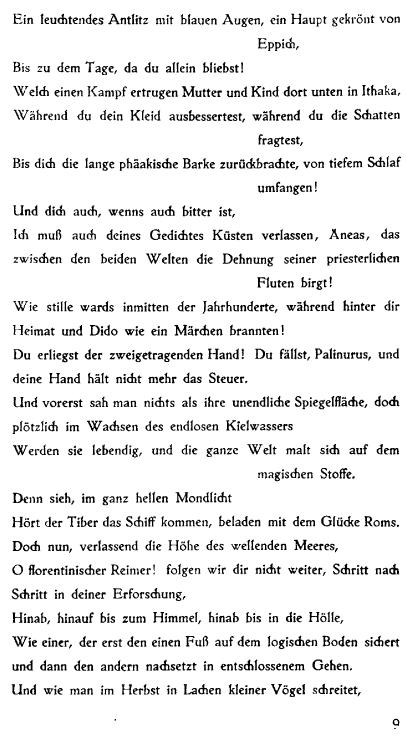 Ein leuchtendes Antlitz mit blauen Augen, ein Haupt gekrönt von
Eppich,
Bis zu dem Tage, da du allein bliebst!
Welch einen Kampf ertrugen Mutter und Kind dort unten in Ithaka,
Während du dein Kleid ausbessertest, während du die Schatten
fragtest,
Bis dich die lange phäakische Barke zurückbrachte, von tiefem Schlaf
umfangen!
Und dich auch, wenns auch bitter ist,
Ich muß auch deines Gedichtes Küsten verlassen, Äneas, das
zwischen den beiden Welten die Dehnung seiner priesterlichen
Fluten birgt!
Wie stille wards inmitten der Jahrhunderte, während hinter dir
Heimat und Dido wie ein Märchen brannten!
Du erliegst der zweigetragenden Hand! Du fällst, Palinurus, und
deine Hand hält nicht mehr das Steuer.
Und vorerst sah man nichts als ihre unendliche Spiegelfläche, doch
plötzlich im Wachsen des endlosen Kielwassers
Werden sie lebendig, und die ganze Welt malt sich auf dem
magischen Stoffe.
Denn sieh, im ganz hellen Mondlicht
Hört der Tiber das Schiff kommen, beladen mit dem Glücke Roms.
Doch nun, verlassend die Höhe des wellenden Meeres,
O florentinischer Reimer! folgen wir dir nicht weiter, Schritt nach
Schritt in deiner Erforschung,
Hinab, hinauf bis zum Himmel, hinab bis in die Hölle,
Wie einer, der erst den einen Fuß auf dem logischen Boden sichert
und dann den andern nachsetzt in entschlossenem Gehen.
Und wie man im Herbst in Lachen kleiner Vögel schreitet,
9